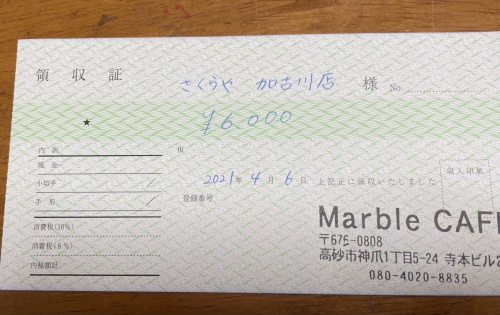 領収証
さくらや 加古川店 様 No.
★
¥6,000
内訳
現金
小切手 /
手形 /
消費税(10%)
消費税(8%)
内税額計
但
2021年 4月 6日 上記正に領収いたしました
収入印紙
登録番号
Marble CAF
〒676-0808
高砂市神爪1丁目5-24 寺本ビル2
080-4020-8835